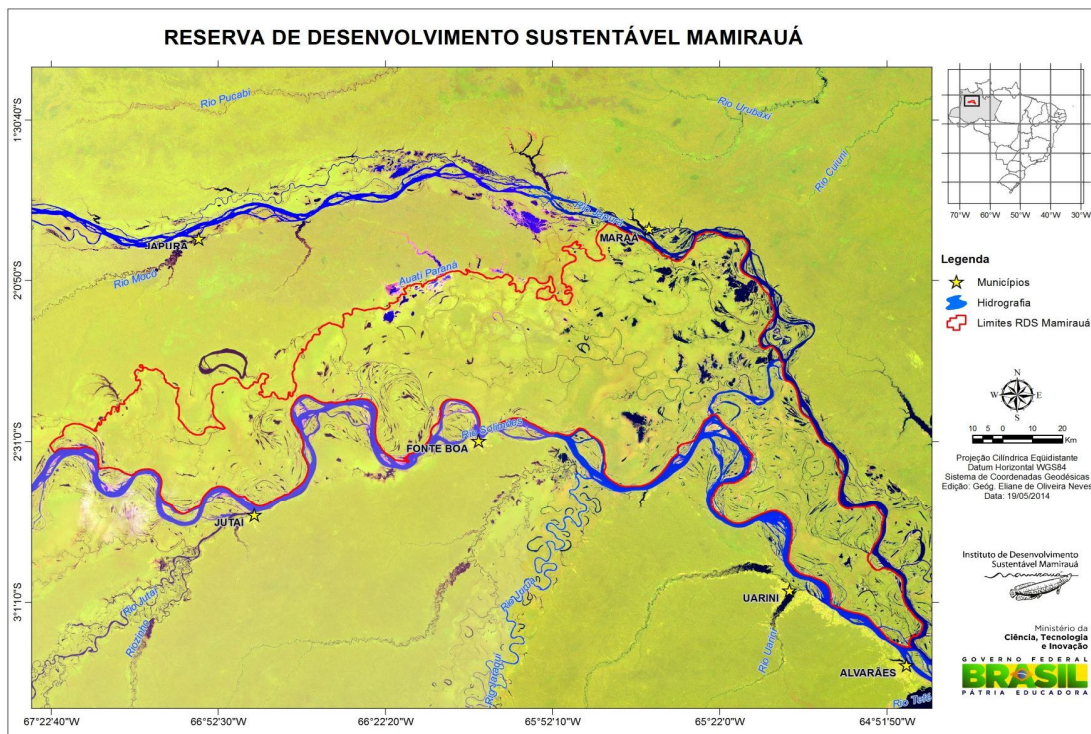 RESERVA DE DESENVOLVIMENTO SUSTENTÁVEL MAMIRAUÁ
1°30'40"S
2°0'50"S
2°31'0"S
3°1'10"S
Rio Pucabi
Rio Urubaxi
Rio Cuiuni
Rio Japurá
MARAÃ
JAPURÁ
Rio Mocó
Auati Paraná
Rio Solimões
FONTE BOA
JUTAÍ
Rio Jutaí
Riozinho
Rio Juruá
UARINI
Rio Uarini
ALVARÃES
Rio Tefé
67°22'40"W
66°52'30"W
66°22'20"W
65°52'10"W
65°22'0"W
64°51'50"W
70°W 60°W 50°W 40°W 30°W
Legenda
Municípios
Hidrografia
Limites RDS Mamirauá
N
W E
S
10 5 0 10 20
Km
Projeção Cilíndrica Eqüidistante
Datum Horizontal WGS84
Sistema de Coordenadas Geodésicas
Edição: Geóg. Eliane de Oliveira Neves
Data: 19/05/2014
Instituto de Desenvolvimento
Sustentável Mamirauá
Ministério da
Ciência, Tecnologia
e Inovação
GOVERNO FEDERAL
BRASIL
PÁTRIA EDUCADORA